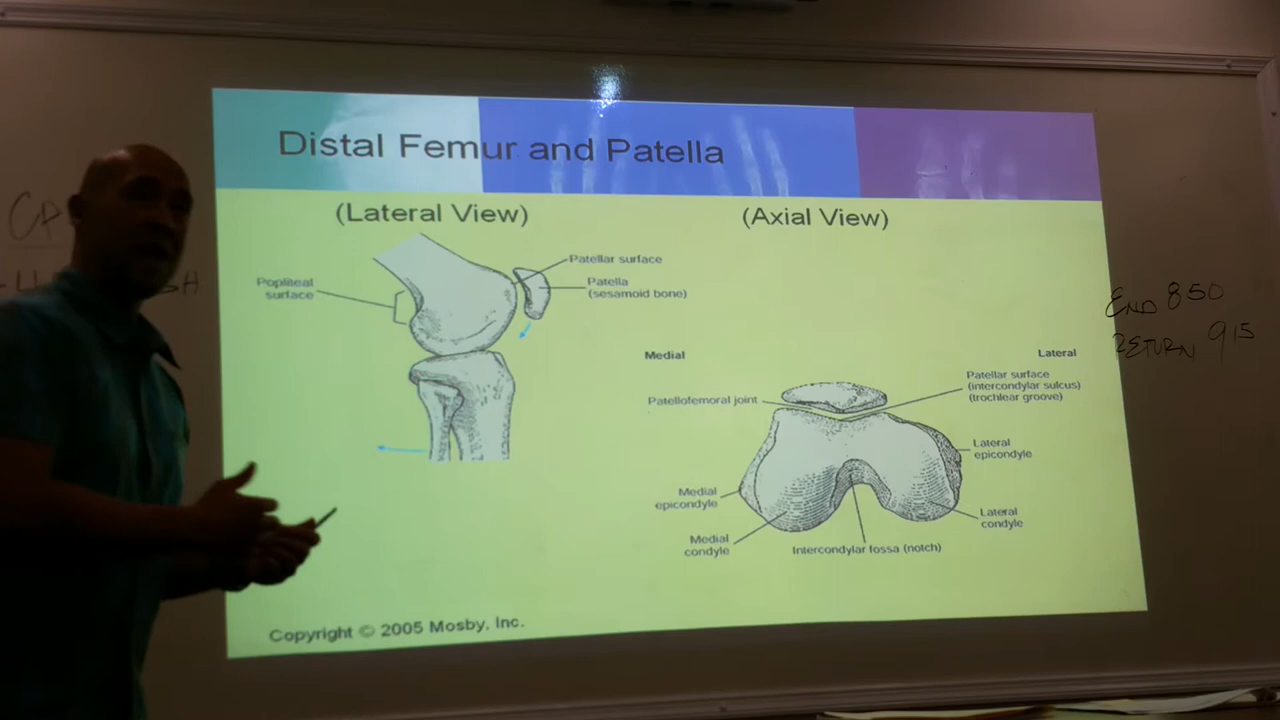 Distal Femur and Patella
(Lateral View)
(Axial View)
Patellar surface
Popliteal
surface
Patella
(sesamoid bone)
Medial
Lateral
Patellofemoral joint
Patellar surface
(intercondylar sulcus)
(trochlear groove)
Lateral
epicondyle
Medial
epicondyle
Lateral
condyle
Medial
condyle
Intercondylar fossa (notch)
Copyright © 2005 Mosby, Inc.
END 850
RETURN 915